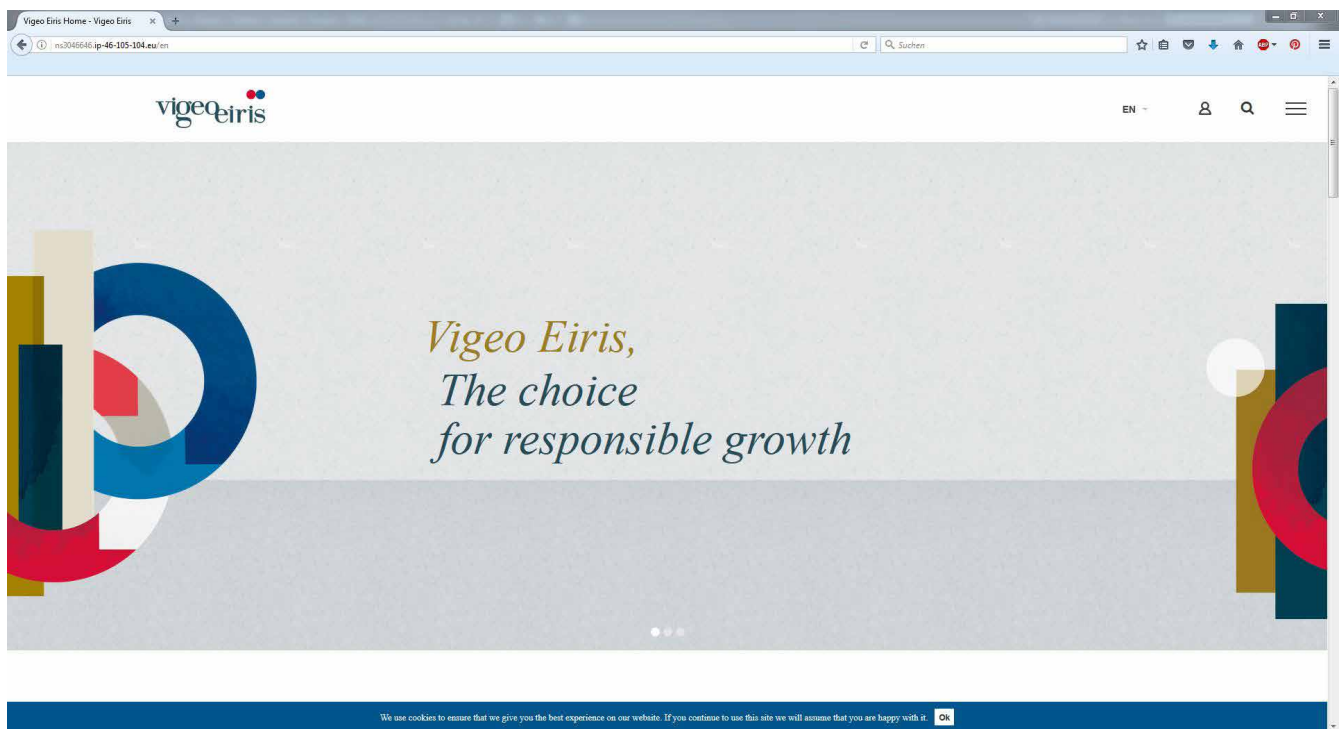 Vigeo Eiris Home - Vigeo Eiris
ns3046646.ip-46-105-104.eu/en
Suchen
ABP
vigeoeiris
EN
Vigeo Eiris,
The choice
for responsible growth
We use cookies to ensure that we give you the best experience on our website. If you continue to use this site we will assume that you are happy with it. Ok